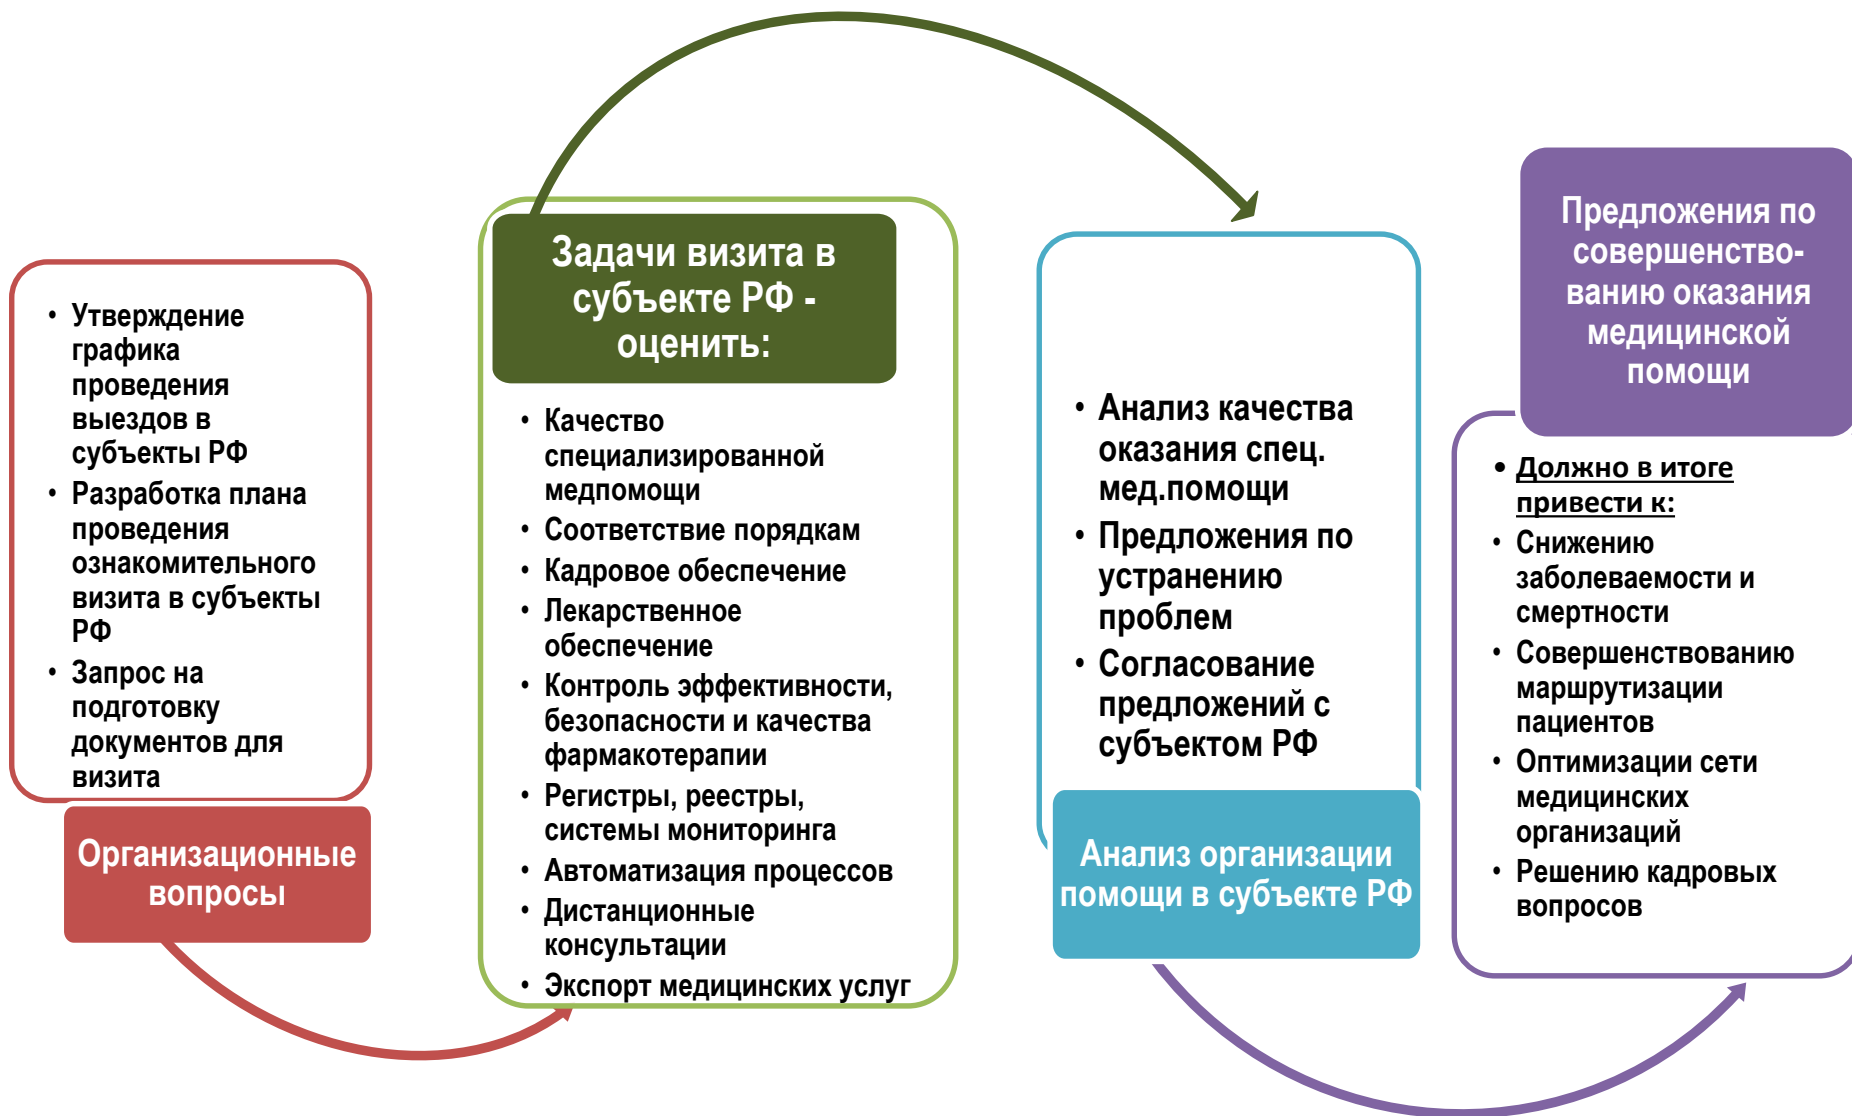 • Утверждение
графика
проведения
выездов в
субъекты РФ
• Разработка плана
проведения
ознакомительного
визита в субъекты
РФ
• Запрос на
подготовку
документов для
визита
Организационные
вопросы
Задачи визита в
субъекте РФ -
оценить:
• Качество
специализированной
медпомощи
• Соответствие порядкам
• Кадровое обеспечение
• Лекарственное
обеспечение
• Контроль эффективности,
безопасности и качества
фармакотерапии
• Регистры, реестры,
системы мониторинга
• Автоматизация процессов
• Дистанционные
консультации
• Экспорт медицинских услуг
• Анализ качества
оказания спец.
мед.помощи
• Предложения по
устранению
проблем
• Согласование
предложений с
субъектом РФ
Анализ организации
помощи в субъекте РФ
Предложения по
совершенство-
ванию оказания
медицинской
помощи
• Должно в итоге
привести к:
• Снижению
заболеваемости и
смертности
• Совершенствованию
маршрутизации
пациентов
• Оптимизации сети
медицинских
организаций
• Решению кадровых
вопросов